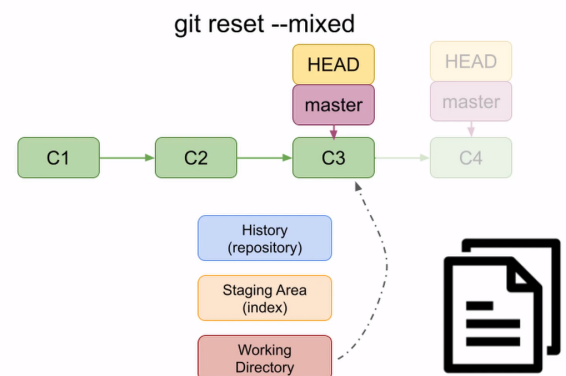 git reset --mixed
HEAD
HEAD
master
master
C1
C2
C3
C4
History
(repository)
Staging Area
(index)
Working
Directory